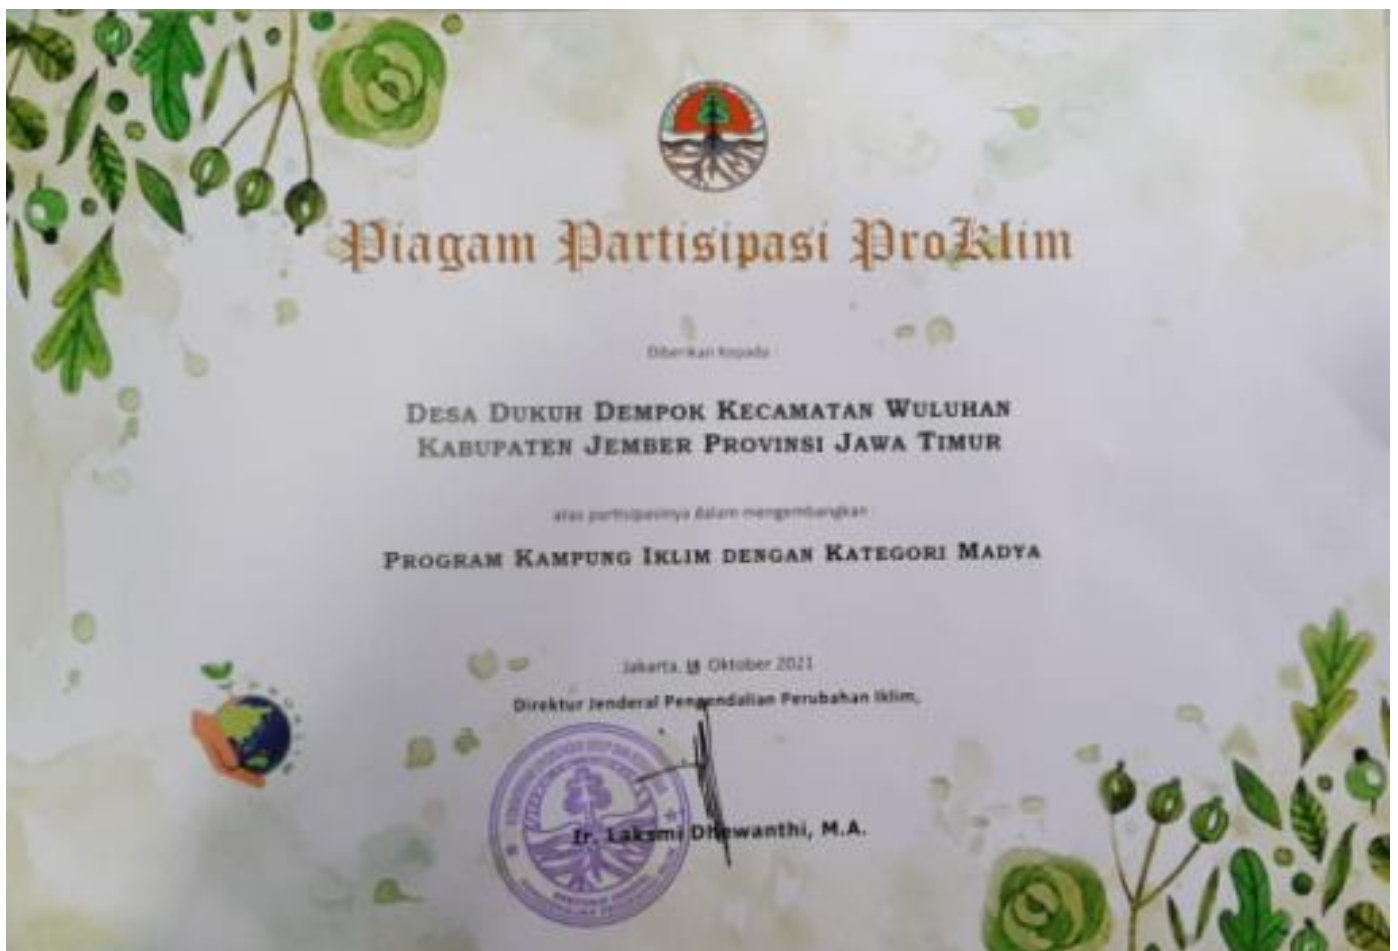 Piagam Partisipasi ProKlim
Diberikan Kepada
DESA DUKUH DEMPOK KECAMATAN WULUHAN
KABUPATEN JEMBER PROVINSI JAWA TIMUR
atas partisipasinya dalam mengembangkan
PROGRAM KAMPUNG IKLIM DENGAN KATEGORI MADYA
Jakarta, Oktober 2021
Direktur Jenderal Pengendalian Perubahan Iklim,
Ir. Laksmi Dhewanthi, M.A.